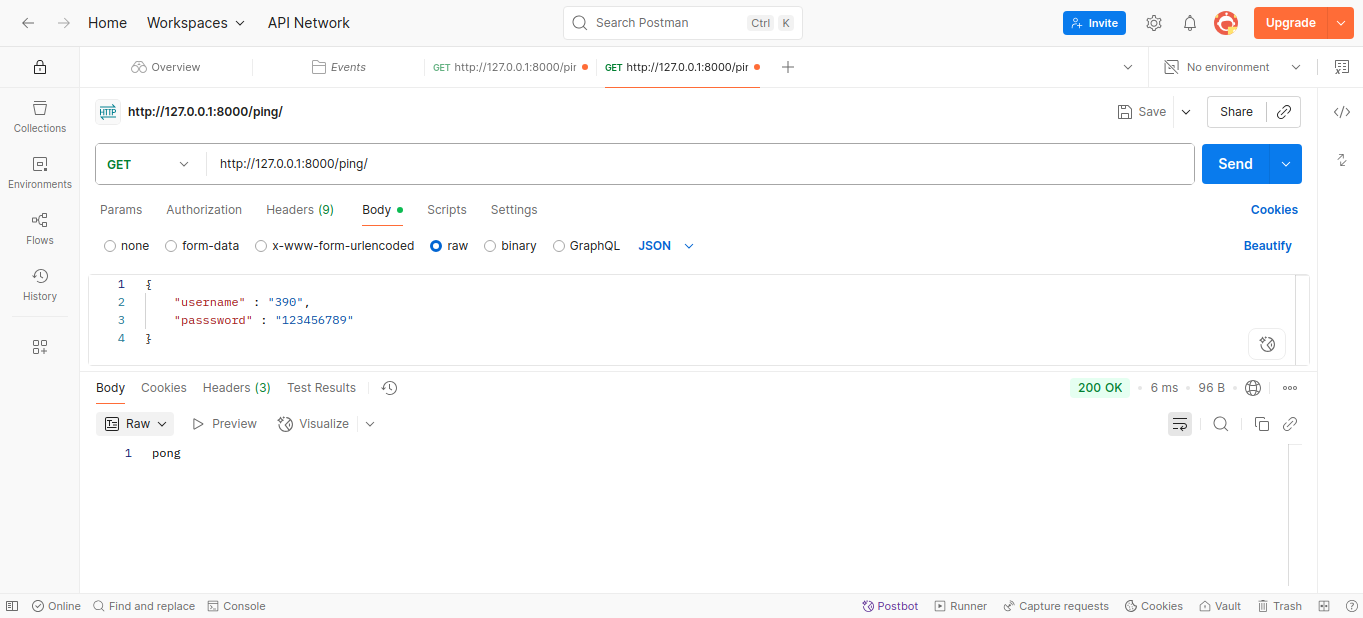 Home Workspaces API Network Search Postman Ctrl K Invite Upgrade
Overview Events GET http://127.0.0.1:8000/pir GET http://127.0.0.1:8000/pir No environment
HTTP http://127.0.0.1:8000/ping/ Save Share
Collections
Environments
Flows
History
GET http://127.0.0.1:8000/ping/ Send
Params Authorization Headers (9) Body Scripts Settings Cookies
none form-data x-www-form-urlencoded raw binary GraphQL JSON Beautify
1 {
2 "username" : "390",
3 "passsword" : "123456789"
4 }
Body Cookies Headers (3) Test Results 200 OK 6 ms 96 B
Raw Preview Visualize
1 pong
Online Find and replace Console Postbot Runner Capture requests Cookies Vault Trash